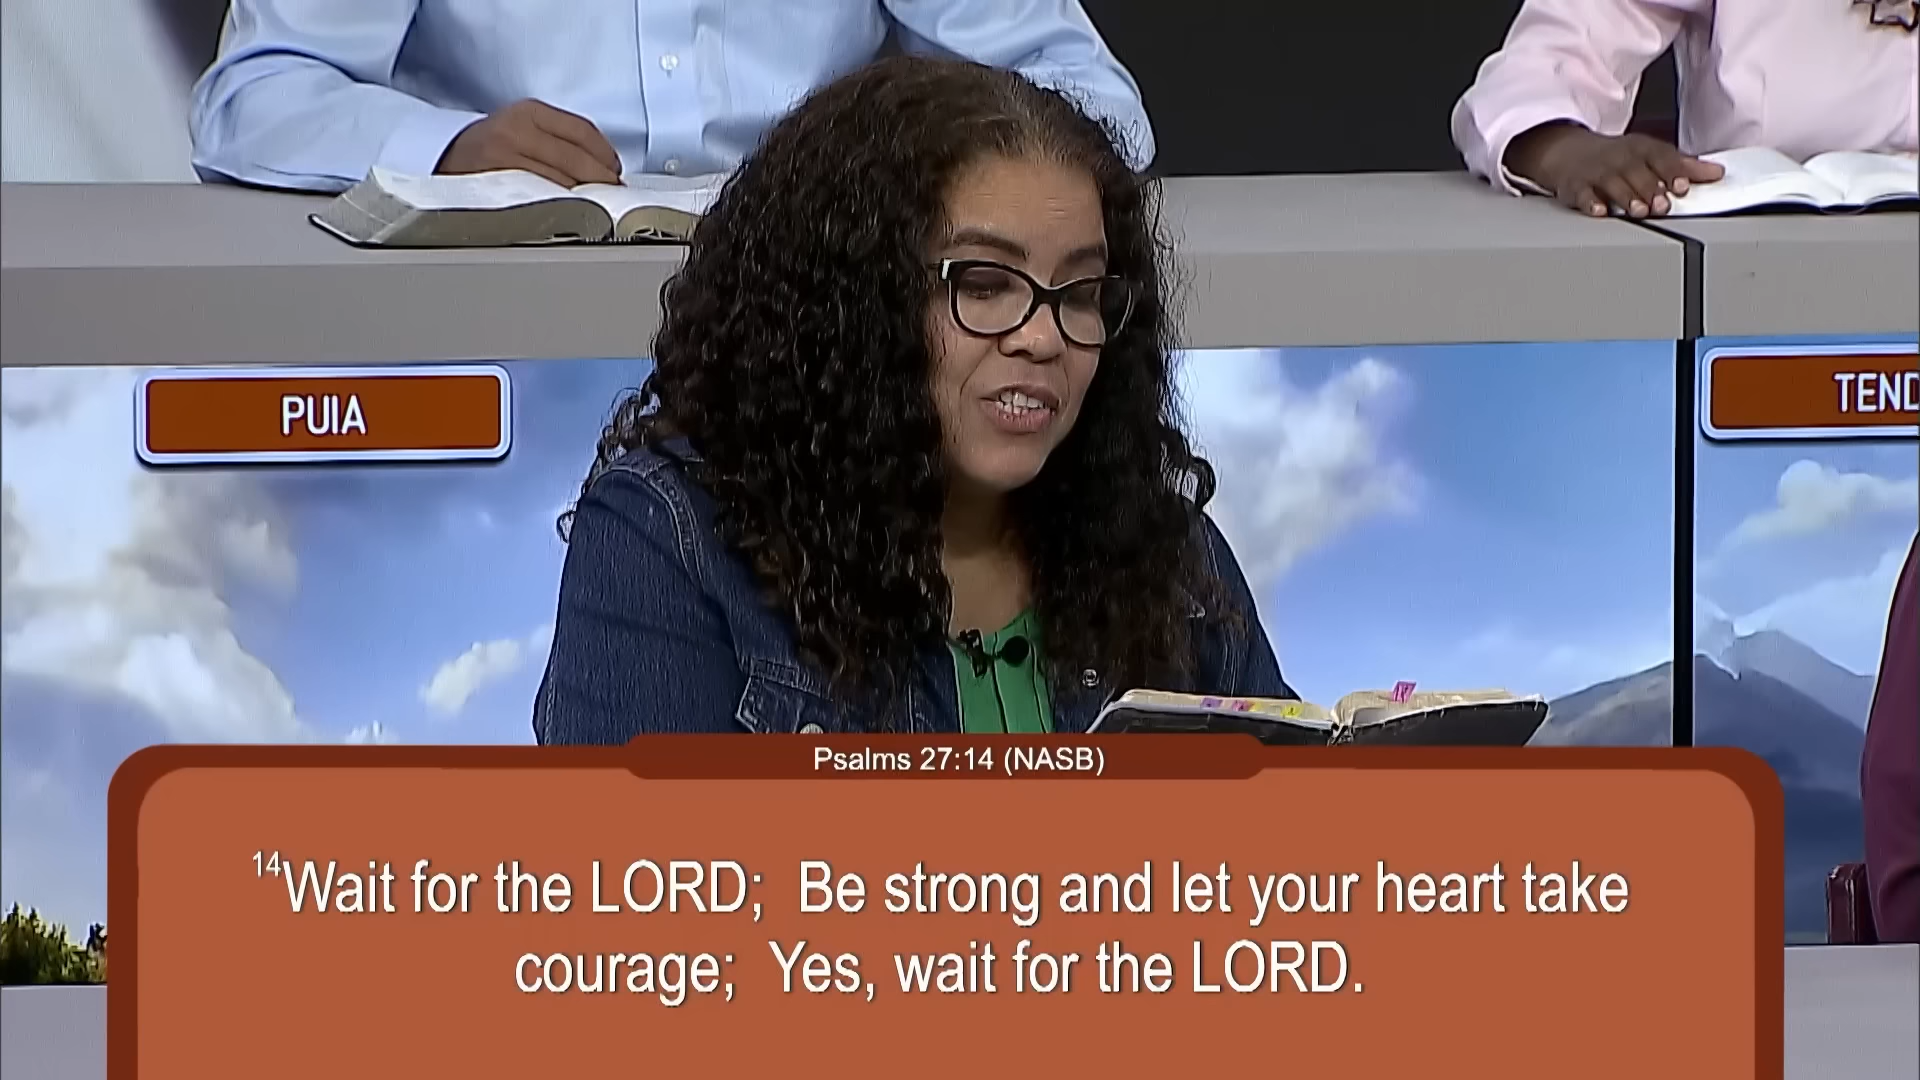 PUIA
TEND
Psalms 27:14 (NASB)
14Wait for the LORD; Be strong and let your heart take
courage; Yes, wait for the LORD.